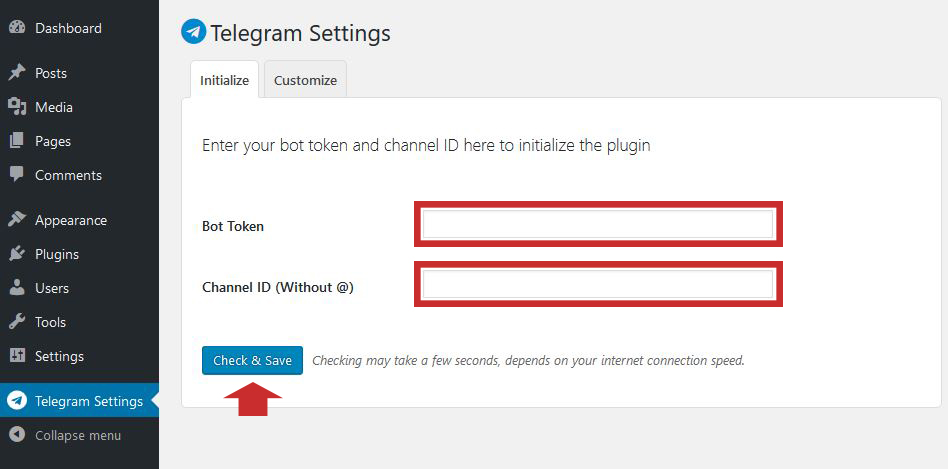 Dashboard
Posts
Media
Pages
Comments
Appearance
Plugins
Users
Tools
Settings
Telegram Settings
Collapse menu
Telegram Settings
Initialize
Customize
Enter your bot token and channel ID here to initialize the plugin
Bot Token
Channel ID (Without @)
Check & Save
Checking may take a few seconds, depends on your internet connection speed.